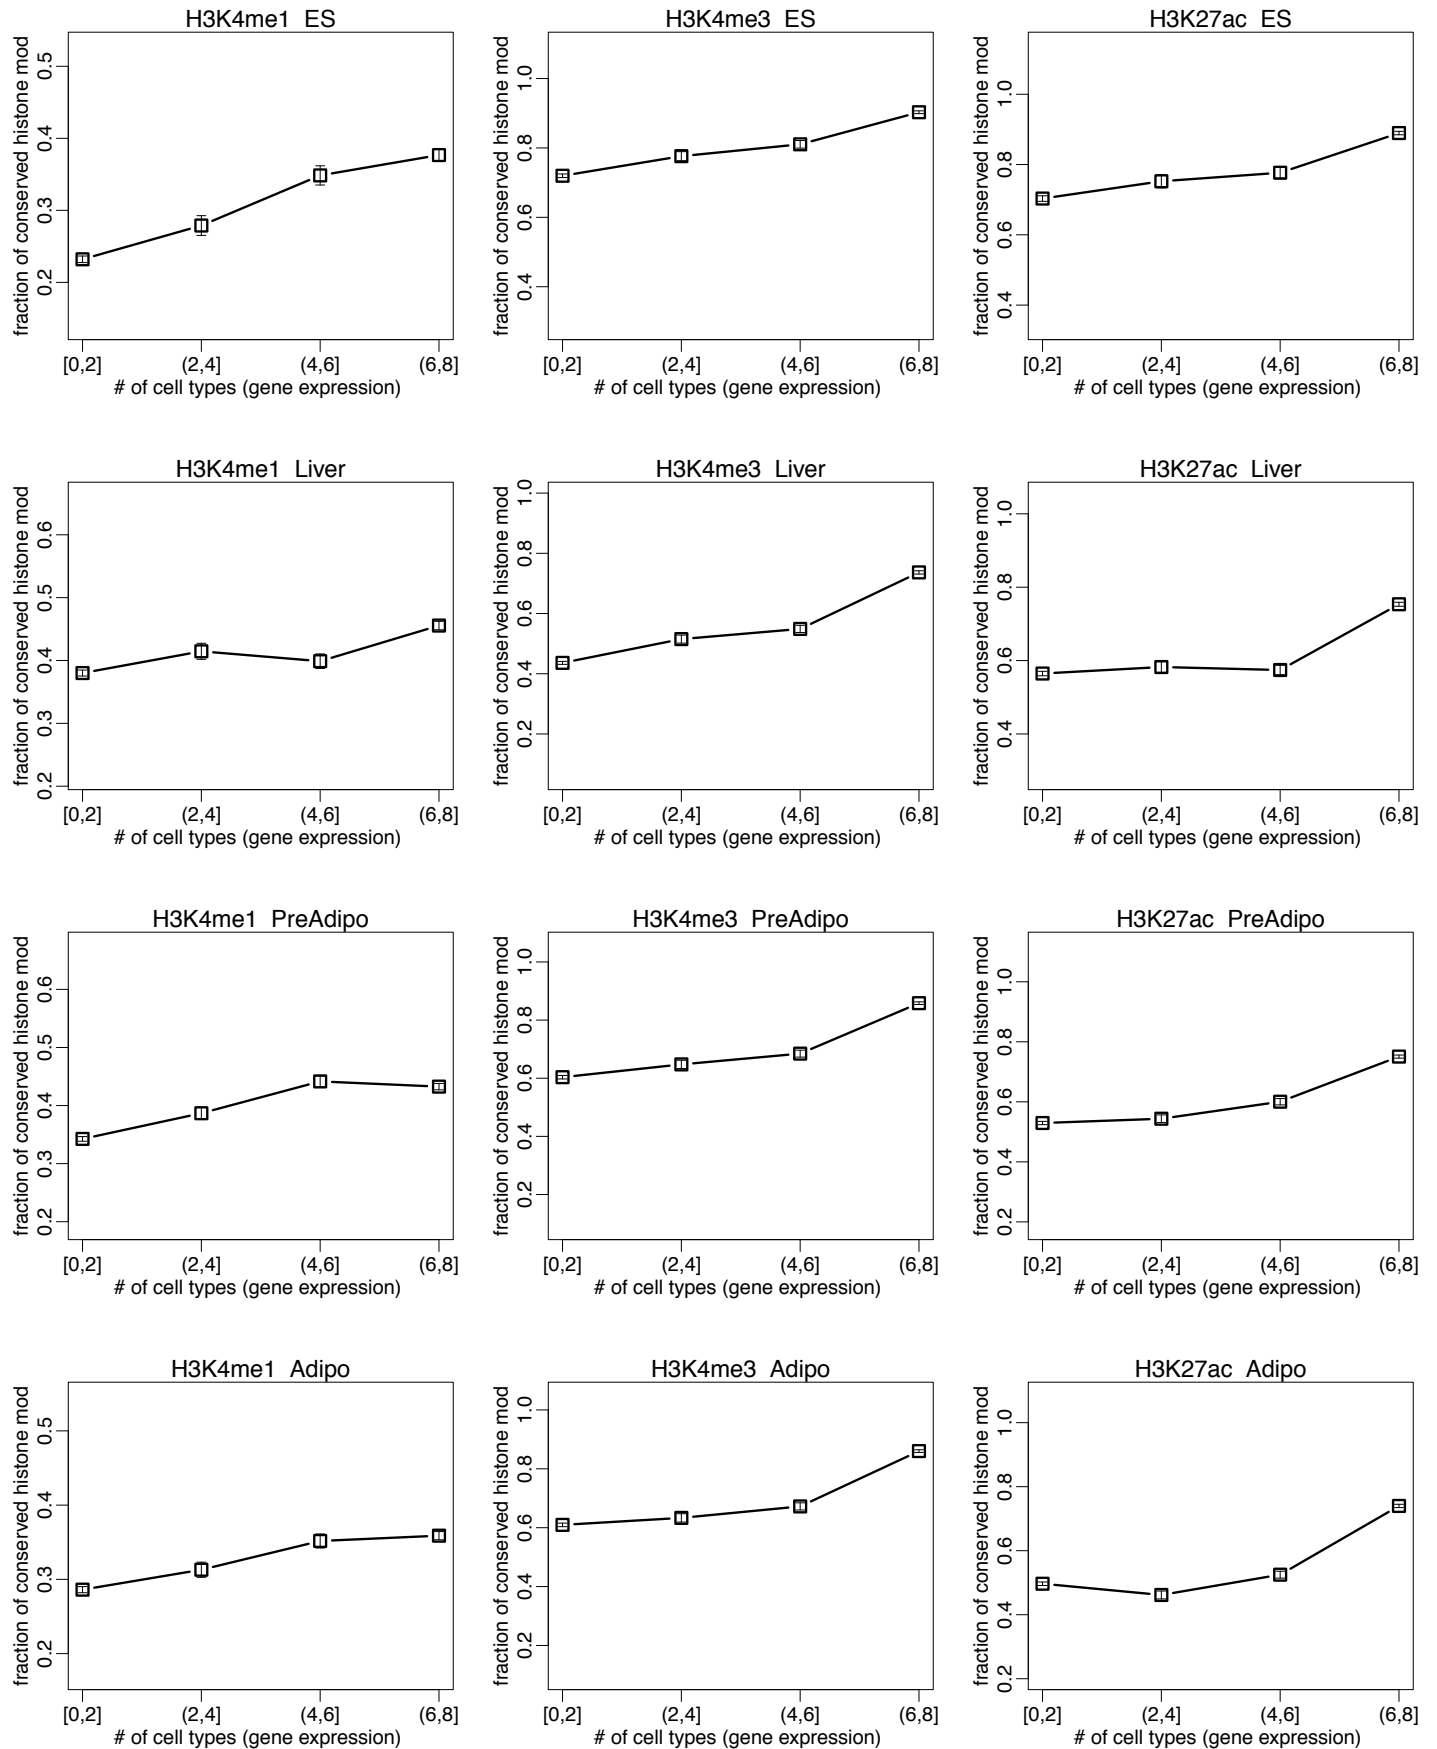 H3K4me1 ES
fraction of conserved histone mod
0.5
0.4
0.3
0.2
[0,2] (2,4] (4,6] (6,8]
# of cell types (gene expression)
H3K4me3 ES
fraction of conserved histone mod
1.0
0.8
0.6
0.4
[0,2] (2,4] (4,6] (6,8]
# of cell types (gene expression)
H3K27ac ES
fraction of conserved histone mod
1.0
0.8
0.6
0.4
[0,2] (2,4] (4,6] (6,8]
# of cell types (gene expression)
H3K4me1 Liver
fraction of conserved histone mod
0.6
0.5
0.4
0.3
0.2
[0,2] (2,4] (4,6] (6,8]
# of cell types (gene expression)
H3K4me3 Liver
fraction of conserved histone mod
1.0
0.8
0.6
0.4
0.2
[0,2] (2,4] (4,6] (6,8]
# of cell types (gene expression)
H3K27ac Liver
fraction of conserved histone mod
1.0
0.8
0.6
0.4
[0,2] (2,4] (4,6] (6,8]
# of cell types (gene expression)
H3K4me1 PreAdipo
fraction of conserved histone mod
0.6
0.5
0.4
0.3
0.2
[0,2] (2,4] (4,6] (6,8]
# of cell types (gene expression)
H3K4me3 PreAdipo
fraction of conserved histone mod
1.0
0.8
0.6
0.4
0.2
[0,2] (2,4] (4,6] (6,8]
# of cell types (gene expression)
H3K27ac PreAdipo
fraction of conserved histone mod
1.0
0.8
0.6
0.4
0.2
[0,2] (2,4] (4,6] (6,8]
# of cell types (gene expression)
H3K4me1 Adipo
fraction of conserved histone mod
0.5
0.4
0.3
0.2
[0,2] (2,4] (4,6] (6,8]
# of cell types (gene expression)
H3K4me3 Adipo
fraction of conserved histone mod
1.0
0.8
0.6
0.4
0.2
[0,2] (2,4] (4,6] (6,8]
# of cell types (gene expression)
H3K27ac Adipo
fraction of conserved histone mod
1.0
0.8
0.6
0.4
0.2
[0,2] (2,4] (4,6] (6,8]
# of cell types (gene expression)